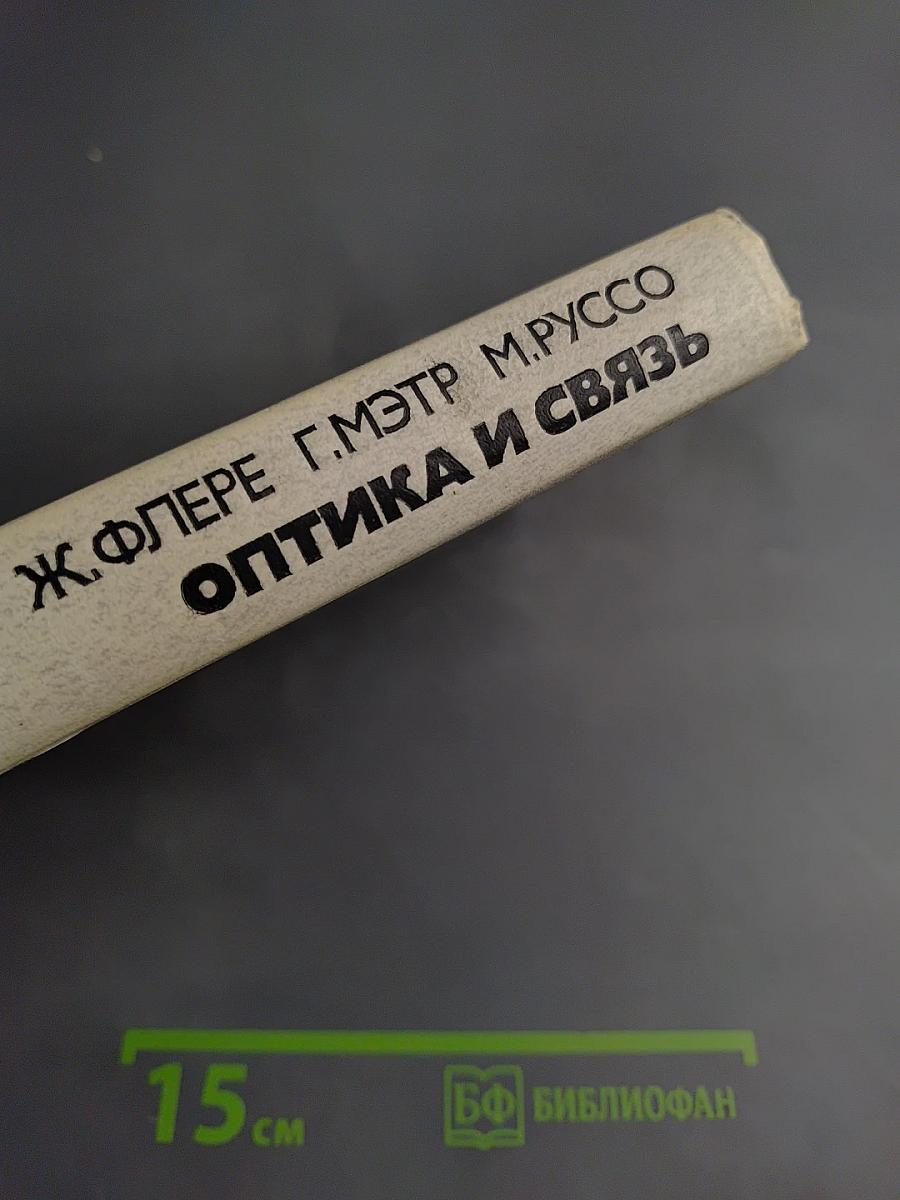 Ж.ФЛЕРЕ Г.МЭТР М.РУССО
ОПТИКА И СВЯЗЬ
15 см
БФ БИБЛИОФАН